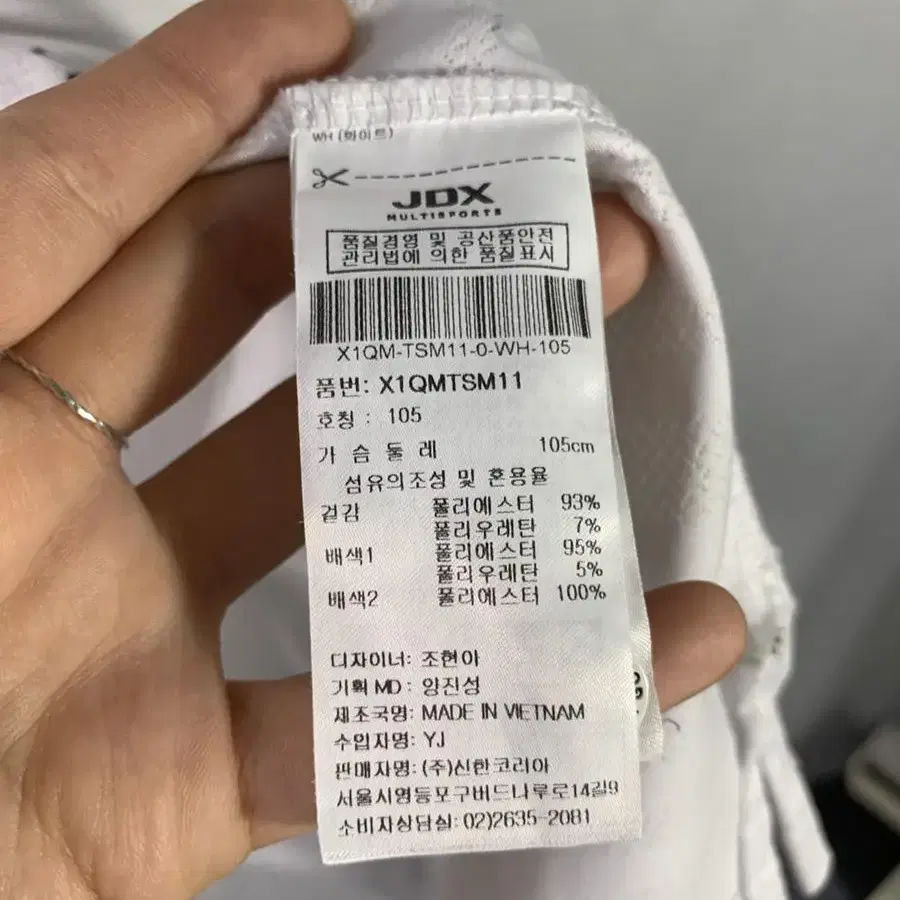 WH (화이트)
JDX
MULTISPORTS
품질경영 및 공산품안전
관리법에 의한 품질표시
X1QM-TSM11-0-WH-105
품번: X1QMTSM11
호칭 : 105
가 슴 둘 레 105cm
섬유의조성 및 혼용율
겉감 폴리에스터 93%
폴리우레탄 7%
배색1 폴리에스터 95%
폴리우레탄 5%
배색2 폴리에스터 100%
디자이너: 조현아
기획 MD : 양진성
제조국명: MADE IN VIETNAM
수입자명: YJ
판매자명: (주)신한코리아
서울시영등포구버드나루로14길9
소비자상담실: 02)2635-2081